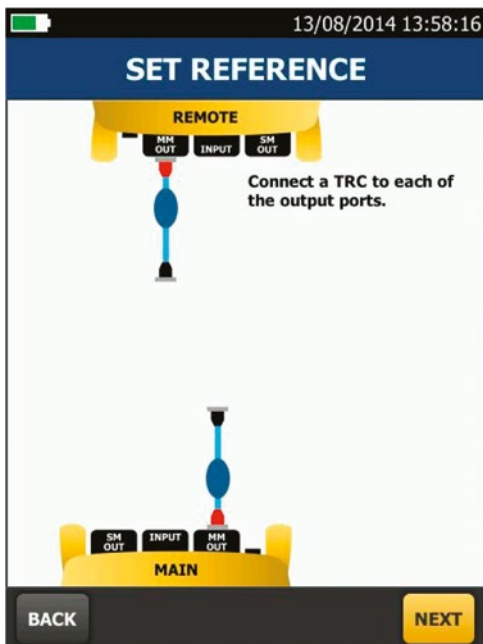 13/08/2014 13:58:16
SET REFERENCE
REMOTE
MM OUT
INPUT
SM OUT
Connect a TRC to each of
the output ports.
SM OUT
INPUT
MM OUT
MAIN
BACK
NEXT